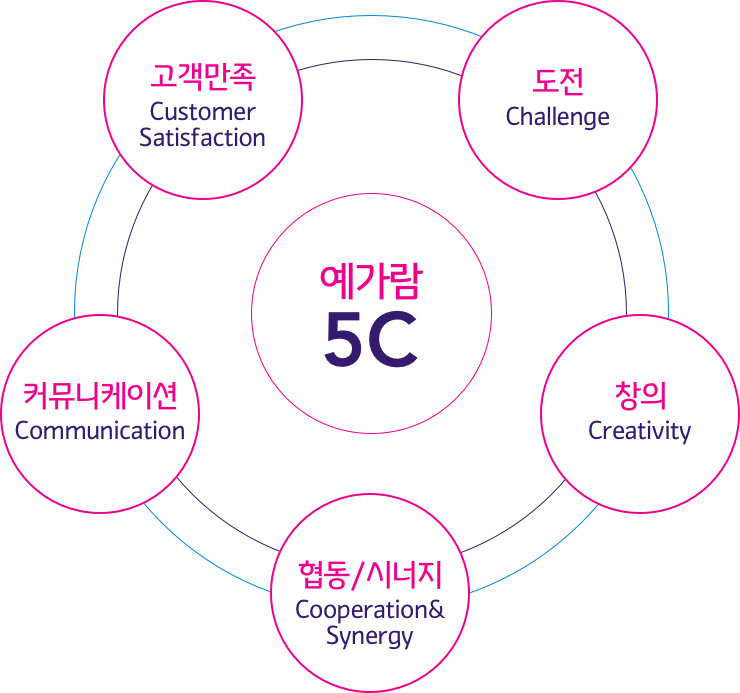 고객만족
Customer
Satisfaction
도전
Challenge
예가람
5C
커뮤니케이션
Communication
창의
Creativity
협동/시너지
Cooperation&
Synergy